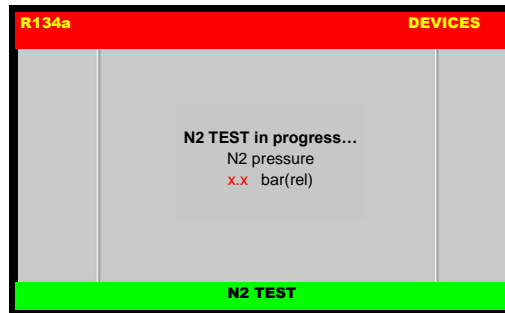 R134a DEVICES
N2 TEST in progress…
N2 pressure
x.x bar(rel)
N2 TEST